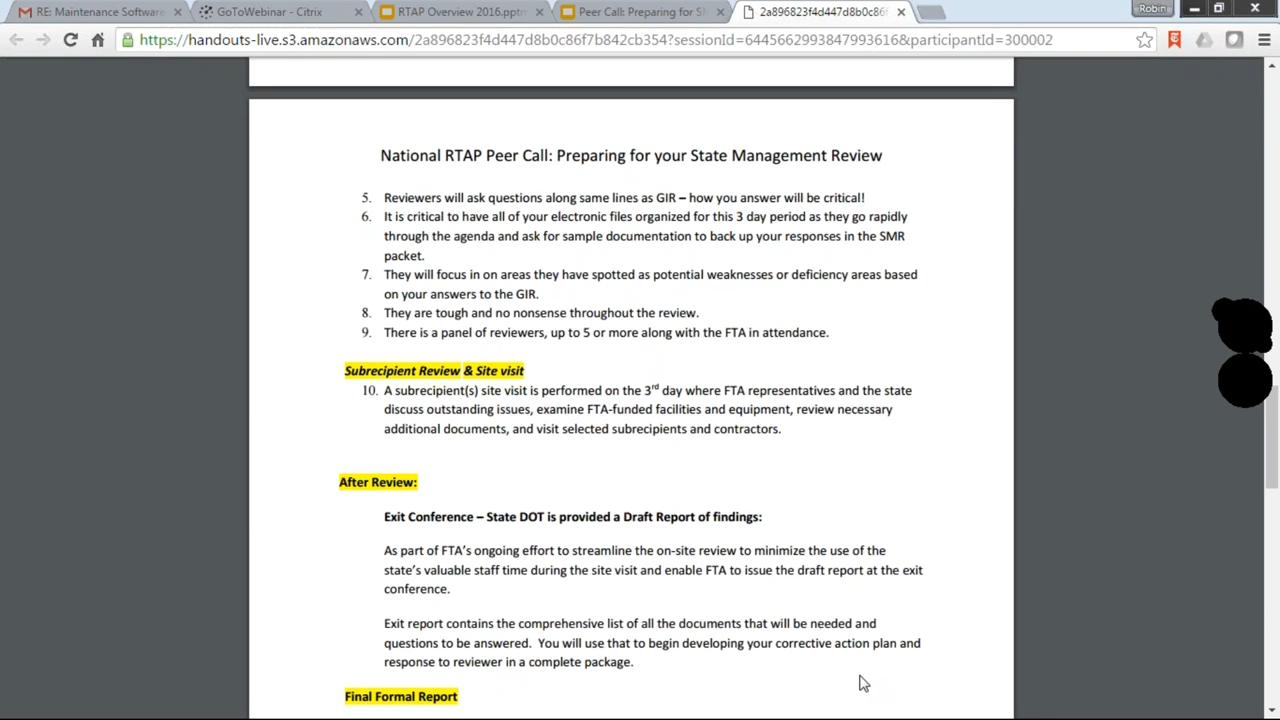 RE: Maintenance Software
GoToWebinar - Citrix
RTAP Overview 2016.pptm
Peer Call: Preparing for S
2a896823f4d447d8b0c86f
Robin
https://handouts-live.s3.amazonaws.com/2a896823f4d447d8b0c86f7b842cb354?sessionId=6445662993847993616&participantId=300002
National RTAP Peer Call: Preparing for your State Management Review
5. Reviewers will ask questions along same lines as GIR – how you answer will be critical!
6. It is critical to have all of your electronic files organized for this 3 day period as they go rapidly
through the agenda and ask for sample documentation to back up your responses in the SMR
packet.
7. They will focus in on areas they have spotted as potential weaknesses or deficiency areas based
on your answers to the GIR.
8. They are tough and no nonsense throughout the review.
9. There is a panel of reviewers, up to 5 or more along with the FTA in attendance.
Subrecipient Review & Site visit
10. A subrecipient(s) site visit is performed on the 3rd day where FTA representatives and the state
discuss outstanding issues, examine FTA-funded facilities and equipment, review necessary
additional documents, and visit selected subrecipients and contractors.
After Review:
Exit Conference – State DOT is provided a Draft Report of findings:
As part of FTA's ongoing effort to streamline the on-site review to minimize the use of the
state's valuable staff time during the site visit and enable FTA to issue the draft report at the exit
conference.
Exit report contains the comprehensive list of all the documents that will be needed and
questions to be answered. You will use that to begin developing your corrective action plan and
response to reviewer in a complete package.
Final Formal Report